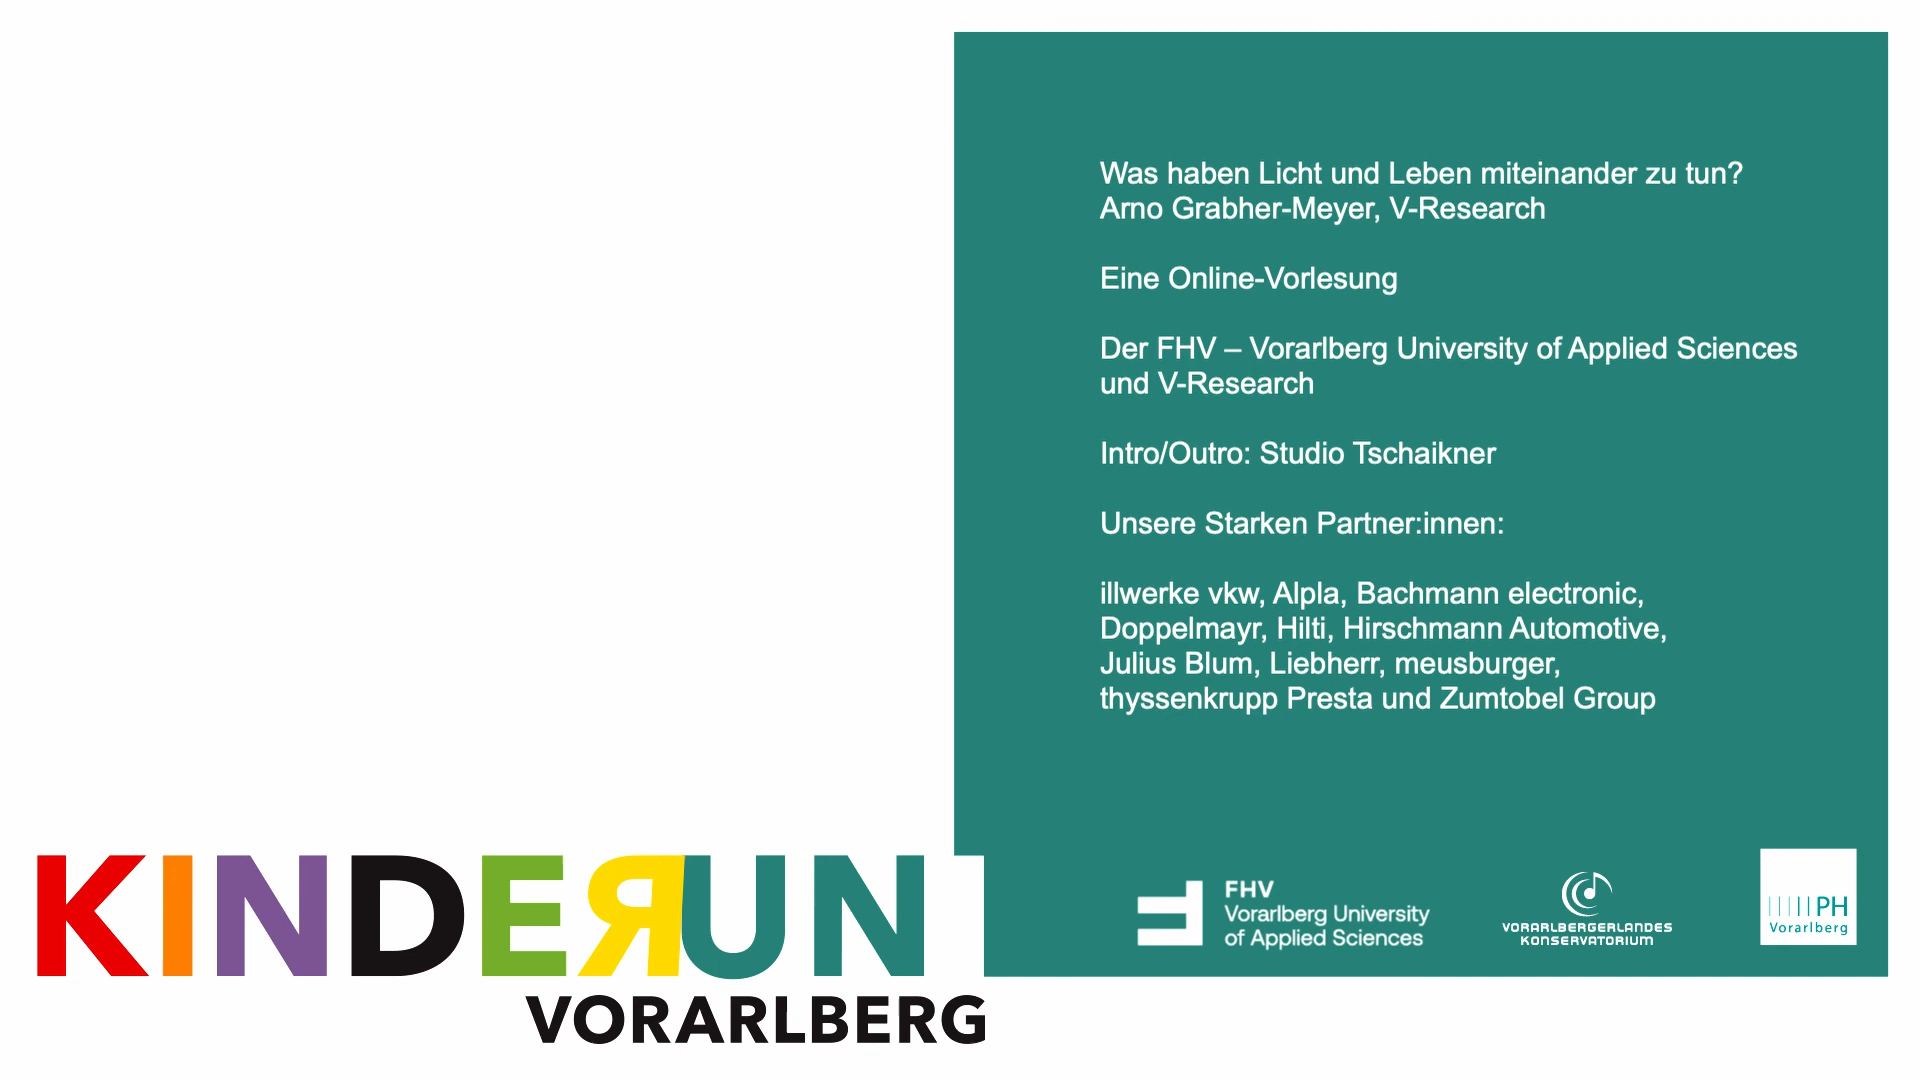 Was haben Licht und Leben miteinander zu tun?
Arno Grabher-Meyer, V-Research
Eine Online-Vorlesung
Der FHV – Vorarlberg University of Applied Sciences
und V-Research
Intro/Outro: Studio Tschaikner
Unsere Starken Partner:innen:
illwerke vkw, Alpla, Bachmann electronic,
Doppelmayr, Hilti, Hirschmann Automotive,
Julius Blum, Liebherr, meusburger,
thyssenkrupp Presta und Zumtobel Group
KINDERUN
VORARLBERG
FHV
Vorarlberg University
of Applied Sciences
VORARLBERGERLANDES
KONSERVATORIUM
PH
Vorarlberg